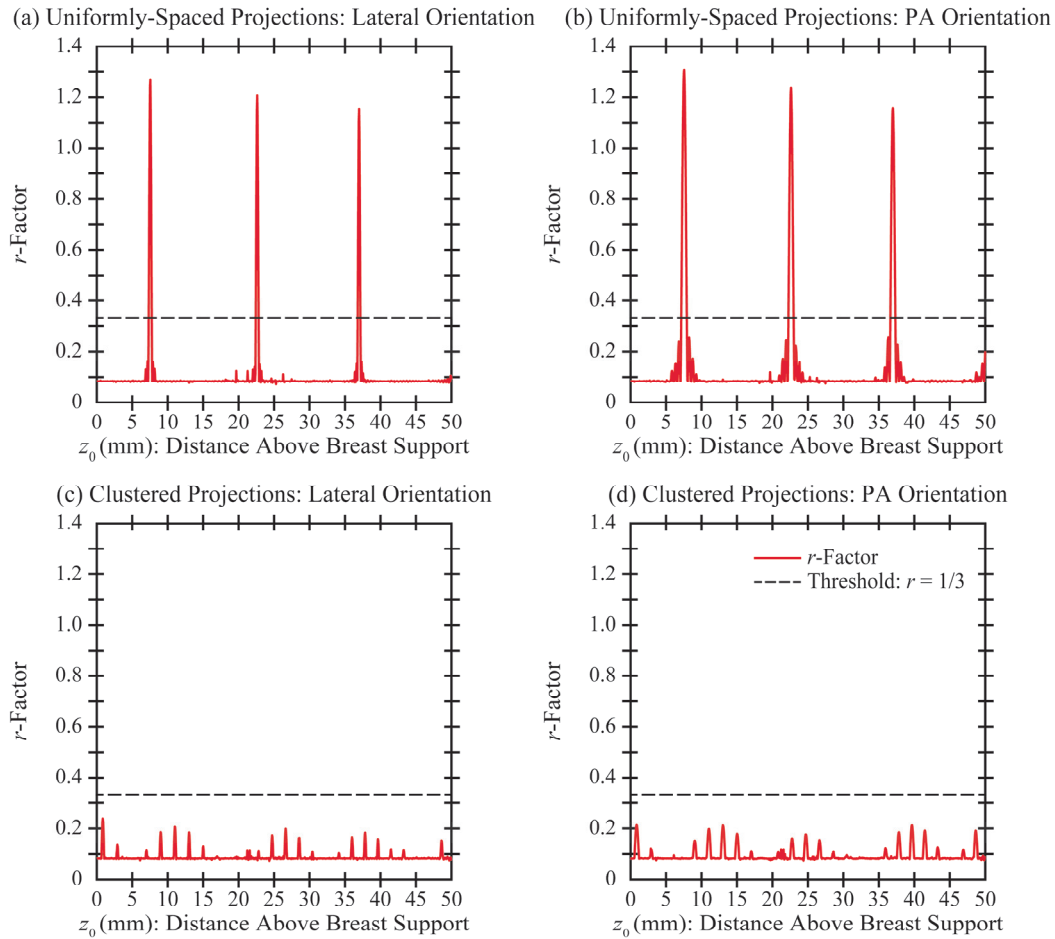 (a) Uniformly-Spaced Projections: Lateral Orientation
1.4
1.2
1.0
0.8
0.6
0.4
0.2
0
r-Factor
0 5 10 15 20 25 30 35 40 45 50
z0 (mm): Distance Above Breast Support
(b) Uniformly-Spaced Projections: PA Orientation
1.4
1.2
1.0
0.8
0.6
0.4
0.2
0
r-Factor
0 5 10 15 20 25 30 35 40 45 50
z0 (mm): Distance Above Breast Support
(c) Clustered Projections: Lateral Orientation
1.4
1.2
1.0
0.8
0.6
0.4
0.2
0
r-Factor
0 5 10 15 20 25 30 35 40 45 50
z0 (mm): Distance Above Breast Support
(d) Clustered Projections: PA Orientation
1.4
1.2
1.0
0.8
0.6
0.4
0.2
0
r-Factor
r-Factor
Threshold: r = 1/3
0 5 10 15 20 25 30 35 40 45 50
z0 (mm): Distance Above Breast Support